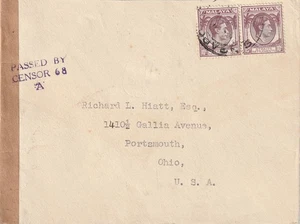 PASSED BY
CENSOR 68
A
MALAYA
MALAYA
Richard L. Hiatt, Esq.,
1410½ Gallia Avenue,
Portsmouth,
Ohio,
U. S. A.